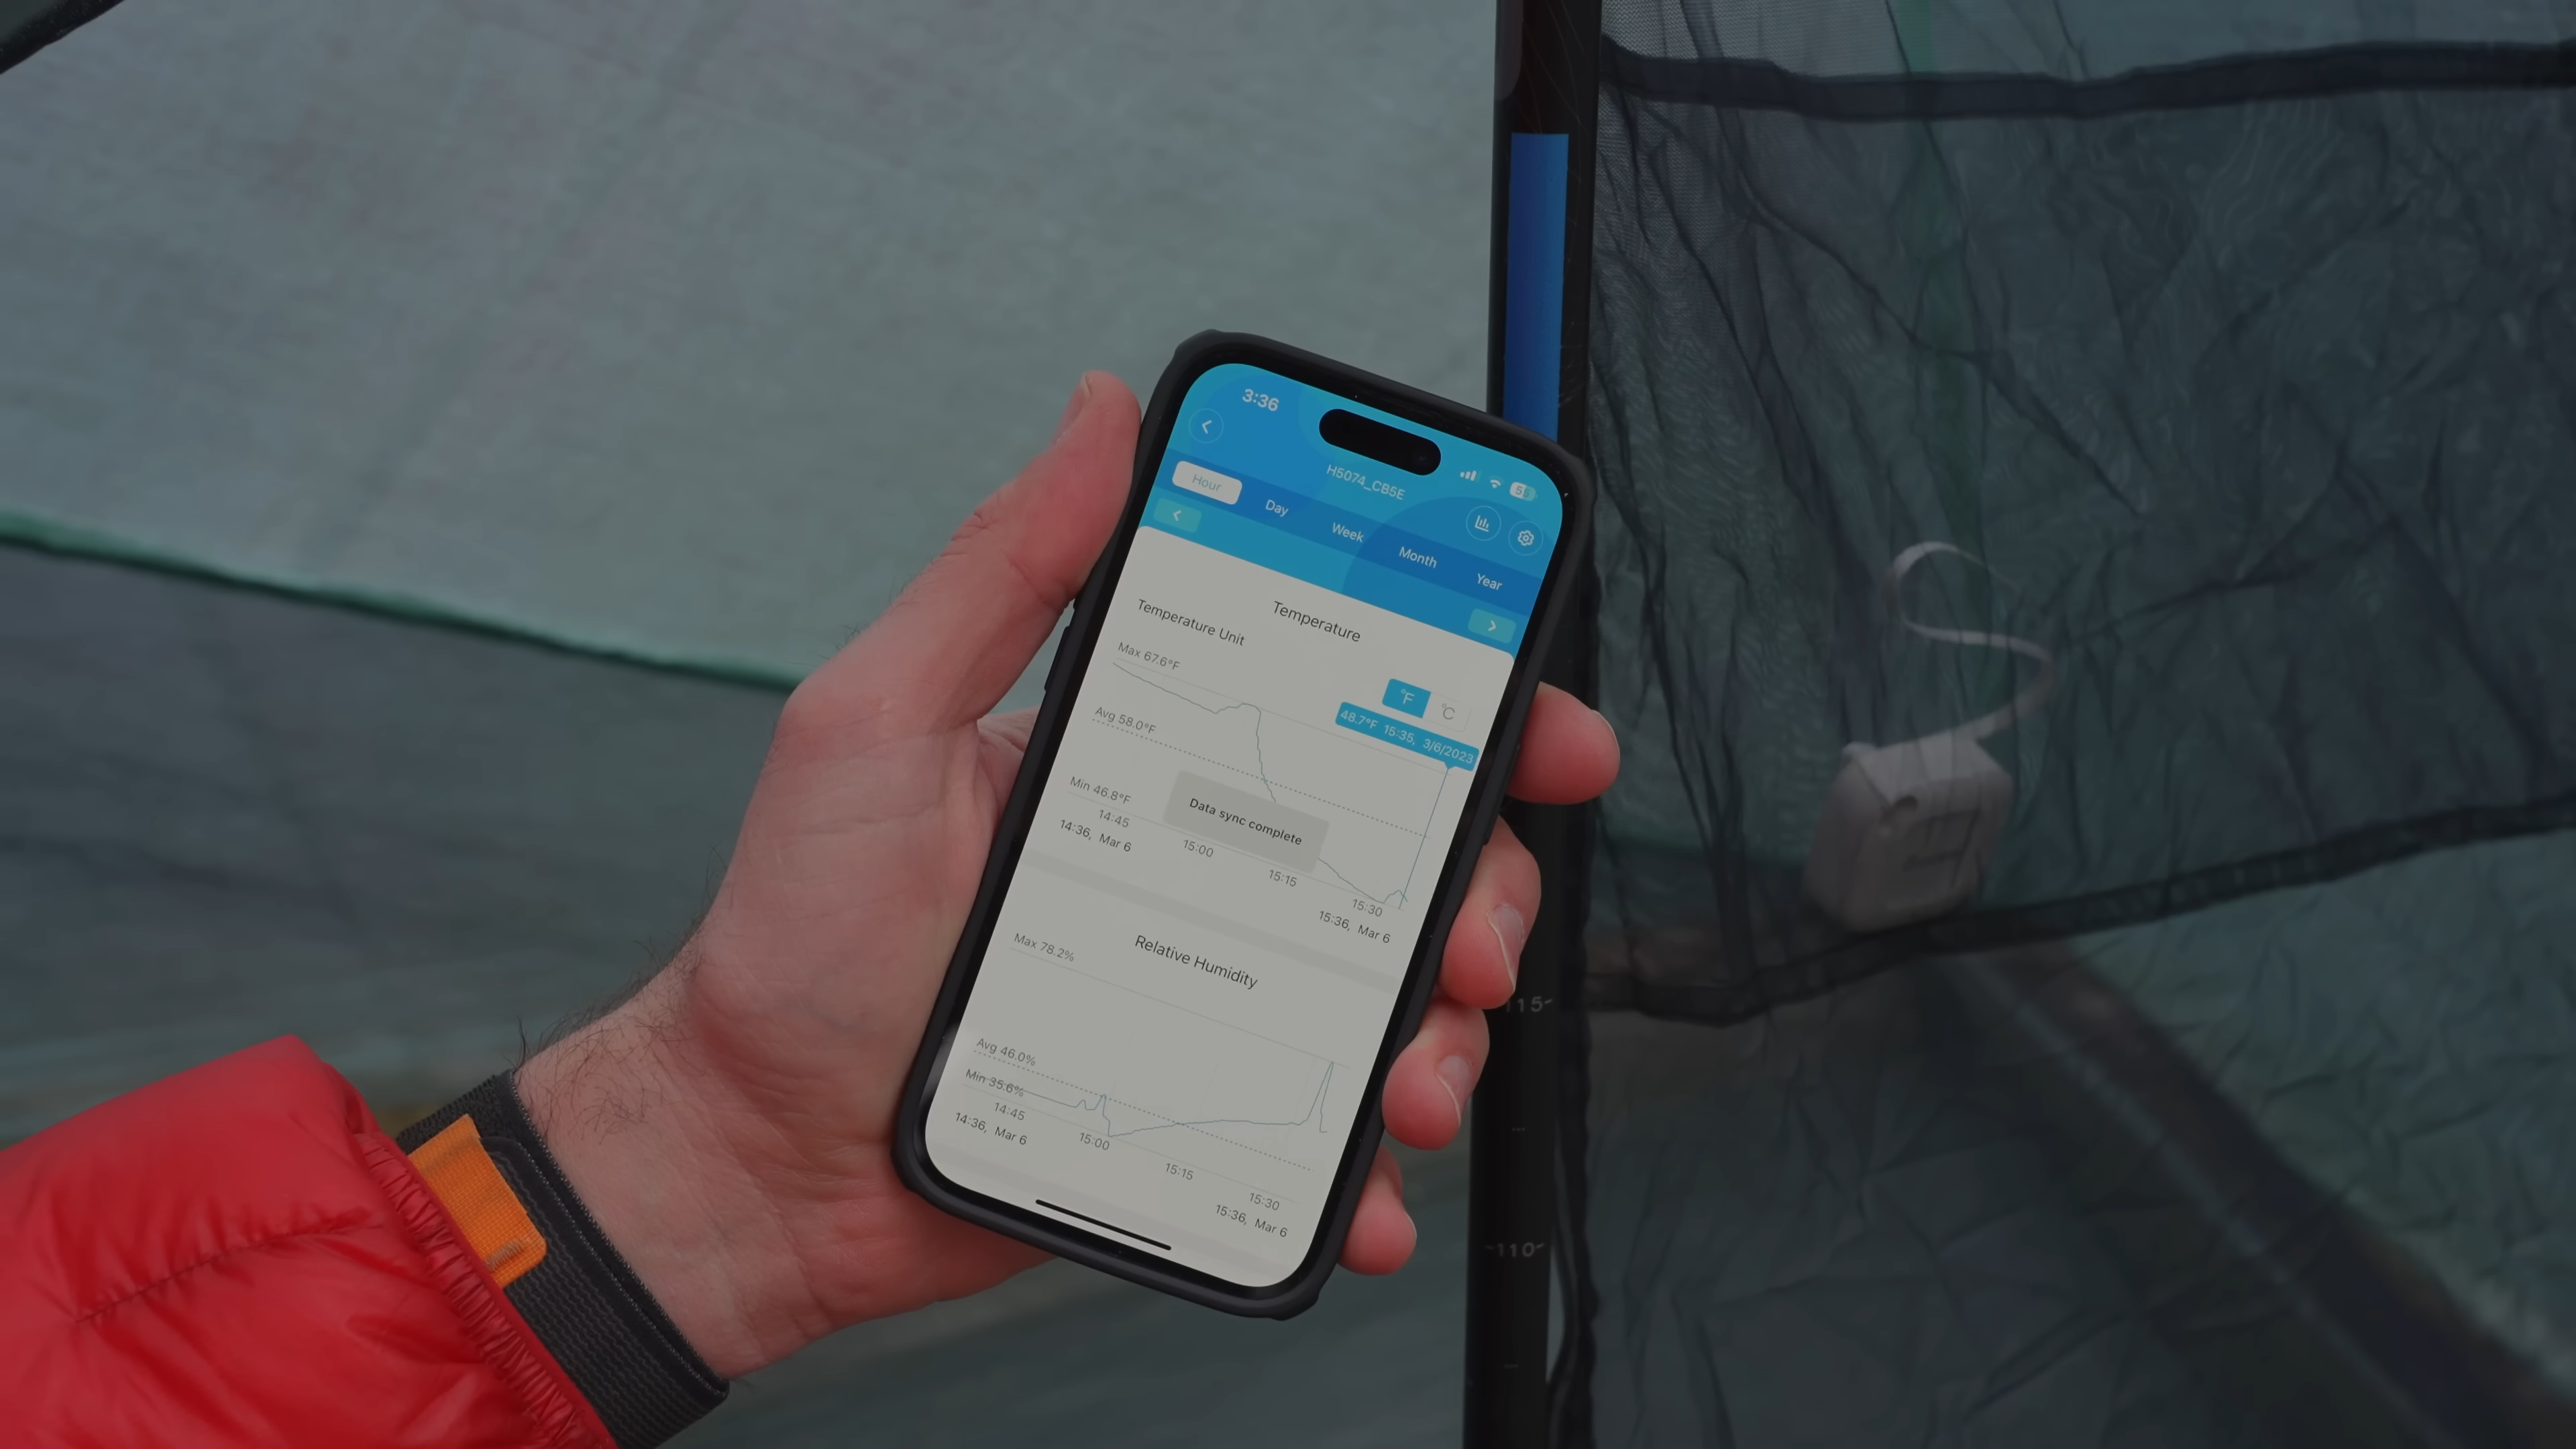 3:36
5
H5074_CB5E
Hour Day Week Month Year
Temperature
Temperature Unit
°F °C
Max 67.6°F
48.7°F 15:35, 3/6/2023
Avg 58.0°F
Min 46.8°F
Data sync complete
14:45 15:00 15:15 15:30
14:36, Mar 6 15:36, Mar 6
Relative Humidity
Max 78.2%
Avg 46.0%
Min 35.6%
14:45 15:00 15:15 15:30
14:36, Mar 6 15:36, Mar 6
115
110